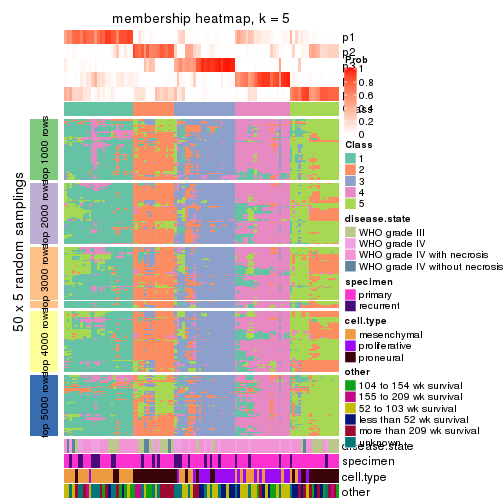 membership heatmap, k = 5
p1
p2
p3
Prob
1
0.8
0.6
0.4
0.2
0
Class
1
2
3
4
5
disease.state
WHO grade III
WHO grade IV
WHO grade IV with necrosis
WHO grade IV without necrosis
specimen
primary
recurrent
cell.type
mesenchymal
proliferative
proneural
other
104 to 154 wk survival
155 to 209 wk survival
52 to 103 wk survival
less than 52 wk survival
more than 209 wk survival
unknown
disease.state
specimen
cell.type
other
50 x 5 random samplings
top 1000 rows
top 2000 rows
top 3000 rows
top 4000 rows
top 5000 rows